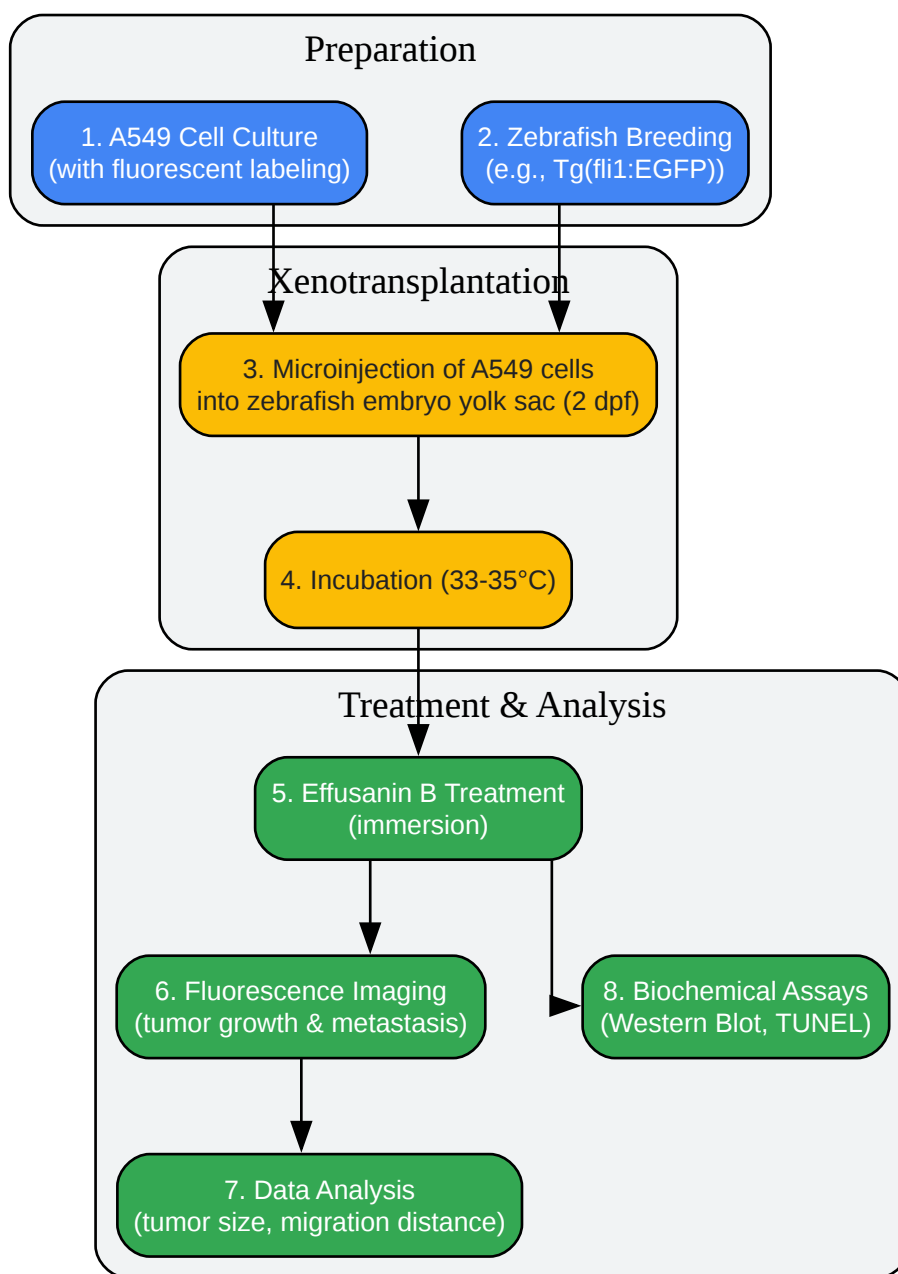 Preparation
1. A549 Cell Culture
(with fluorescent labeling)
2. Zebrafish Breeding
(e.g., Tg(fli1:EGFP))
Xenotransplantation
3. Microinjection of A549 cells
into zebrafish embryo yolk sac (2 dpf)
4. Incubation (33-35°C)
Treatment & Analysis
5. Effusanin B Treatment
(immersion)
6. Fluorescence Imaging
(tumor growth & metastasis)
8. Biochemical Assays
(Western Blot, TUNEL)
7. Data Analysis
(tumor size, migration distance)